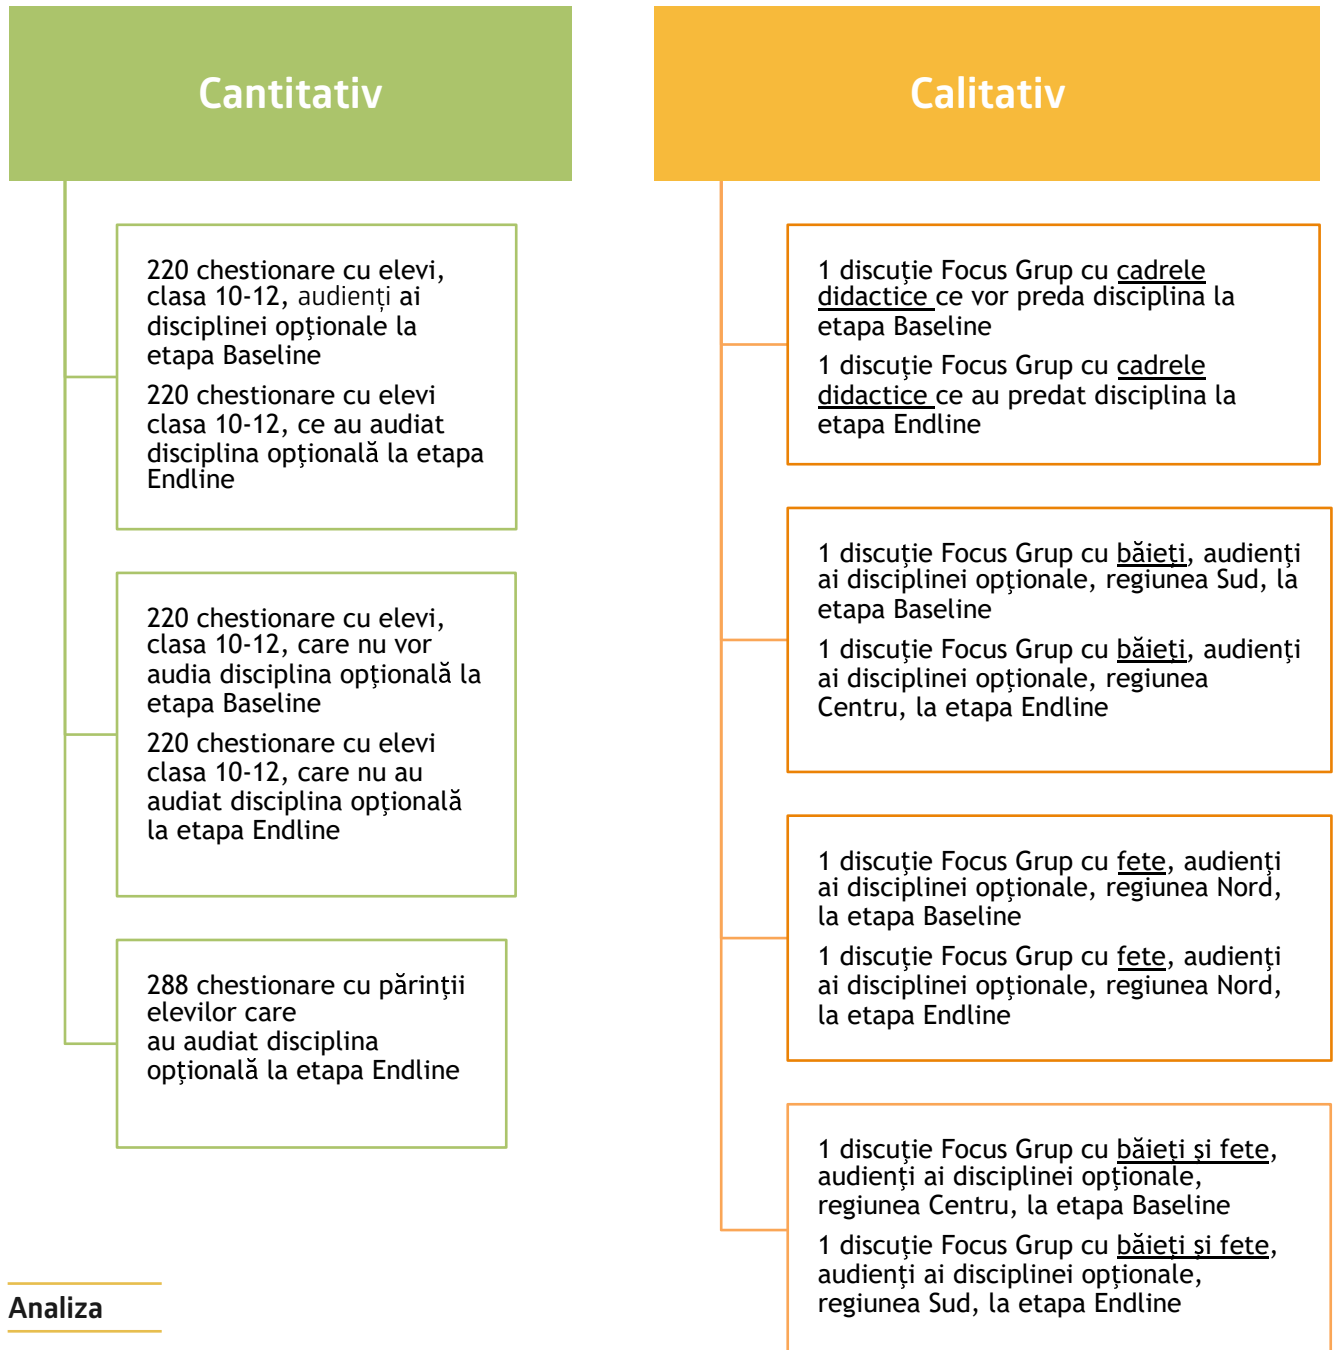 Cantitativ
220 chestionare cu elevi,
clasa 10-12, audienți ai
disciplinei opţionale la
etapa Baseline
220 chestionare cu elevi
clasa 10-12, ce au audiat
disciplina opţională la etapa
Endline
220 chestionare cu elevi,
clasa 10-12, care nu vor
audia disciplina opţională la
etapa Baseline
220 chestionare cu elevi
clasa 10-12, care nu au
audiat disciplina opţională
la etapa Endline
288 chestionare cu părinţii
elevilor care
au audiat disciplina
opţională la etapa Endline
Calitativ
1 discuţie Focus Grup cu cadrele
didactice ce vor preda disciplina la
etapa Baseline
1 discuţie Focus Grup cu cadrele
didactice ce au predat disciplina la
etapa Endline
1 discuţie Focus Grup cu băieţi, audienţi
ai disciplinei opţionale, regiunea Sud, la
etapa Baseline
1 discuţie Focus Grup cu băieţi, audienţi
ai disciplinei opţionale, regiunea
Centru, la etapa Endline
1 discuţie Focus Grup cu fete, audienţi
ai disciplinei opţionale, regiunea Nord,
la etapa Baseline
1 discuţie Focus Grup cu fete, audienţi
ai disciplinei opţionale, regiunea Nord,
la etapa Endline
1 discuţie Focus Grup cu băieţi şi fete,
audienţi ai disciplinei opţionale,
regiunea Centru, la etapa Baseline
1 discuţie Focus Grup cu băieţi şi fete,
audienţi ai disciplinei opţionale,
regiunea Sud, la etapa Endline
Analiza